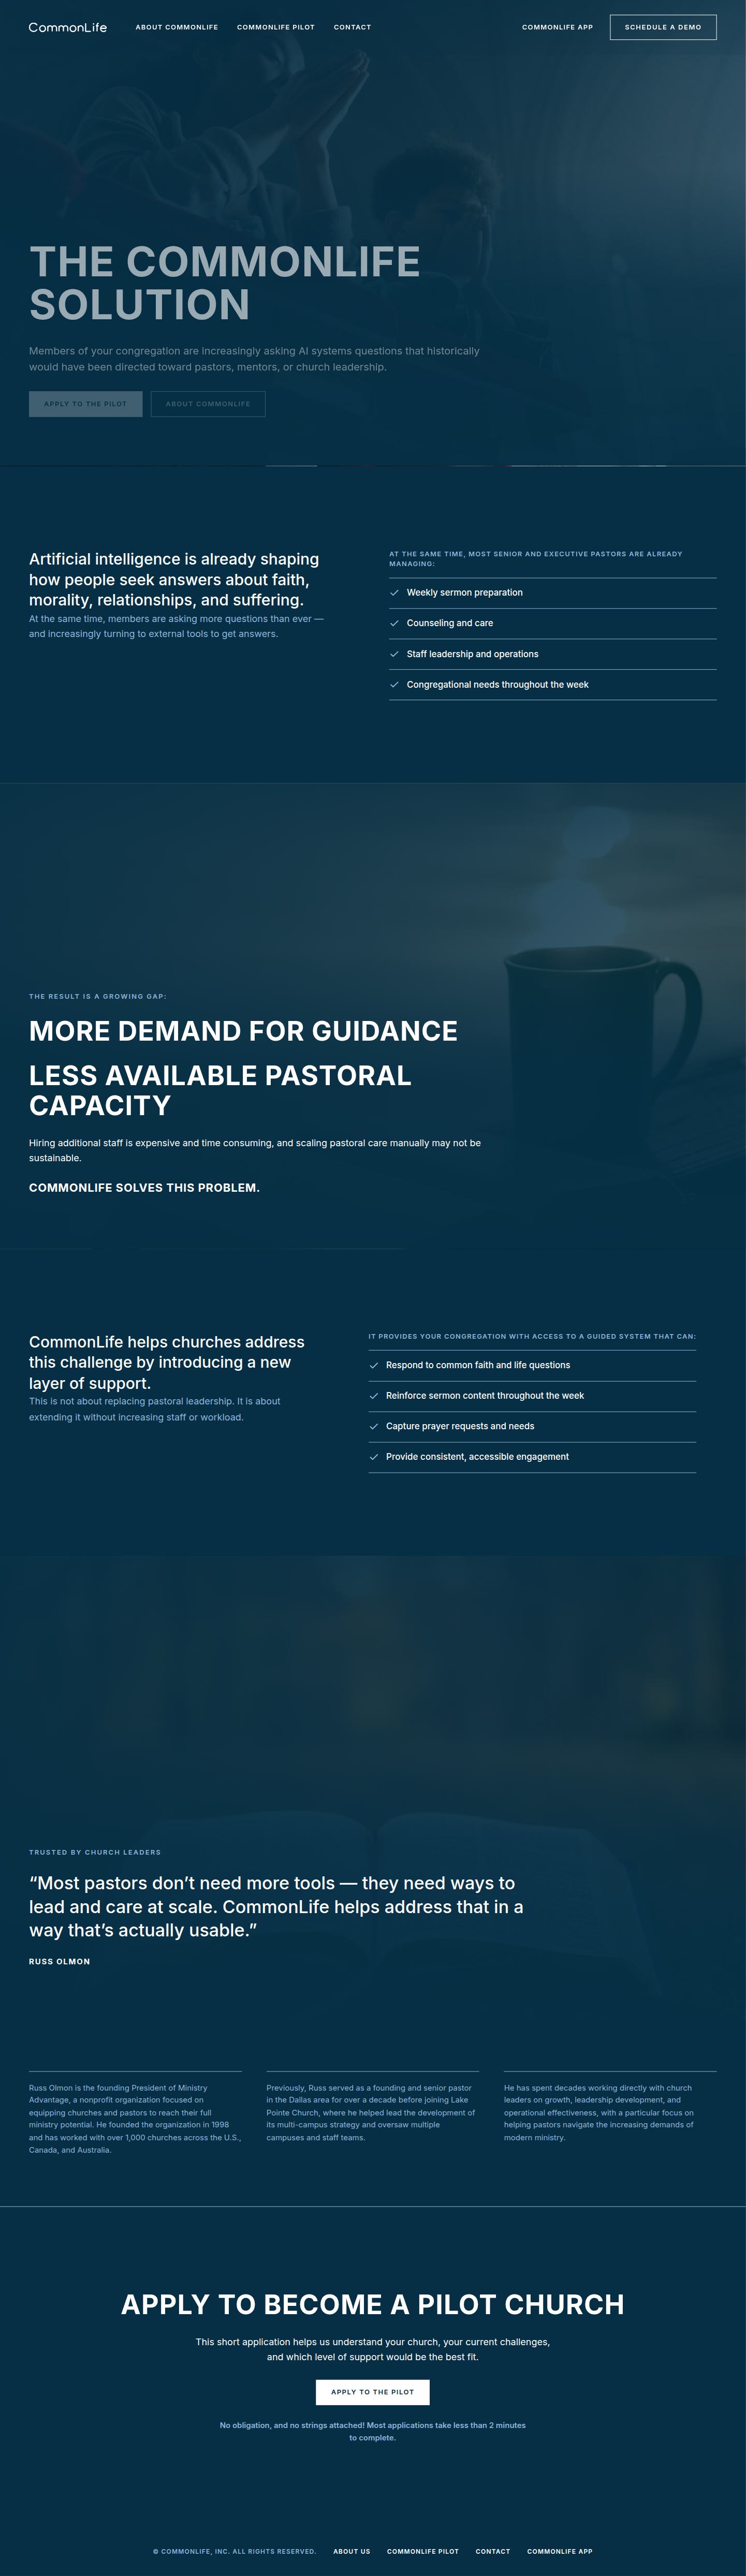 CommonLife
ABOUT COMMONLIFE
COMMONLIFE PILOT
CONTACT
COMMONLIFE APP
SCHEDULE A DEMO
THE COMMONLIFE
SOLUTION
Members of your congregation are increasingly asking AI systems questions that historically
would have been directed toward pastors, mentors, or church leadership.
APPLY TO THE PILOT
ABOUT COMMONLIFE
Artificial intelligence is already shaping
how people seek answers about faith,
morality, relationships, and suffering.
At the same time, members are asking more questions than ever —
and increasingly turning to external tools to get answers.
AT THE SAME TIME, MOST SENIOR AND EXECUTIVE PASTORS ARE ALREADY
MANAGING:
Weekly sermon preparation
Counseling and care
Staff leadership and operations
Congregational needs throughout the week
THE RESULT IS A GROWING GAP:
MORE DEMAND FOR GUIDANCE
LESS AVAILABLE PASTORAL
CAPACITY
Hiring additional staff is expensive and time consuming, and scaling pastoral care manually may not be
sustainable.
COMMONLIFE SOLVES THIS PROBLEM.
CommonLife helps churches address
this challenge by introducing a new
layer of support.
This is not about replacing pastoral leadership. It is about
extending it without increasing staff or workload.
IT PROVIDES YOUR CONGREGATION WITH ACCESS TO A GUIDED SYSTEM THAT CAN:
Respond to common faith and life questions
Reinforce sermon content throughout the week
Capture prayer requests and needs
Provide consistent, accessible engagement
TRUSTED BY CHURCH LEADERS
“Most pastors don’t need more tools — they need ways to
lead and care at scale. CommonLife helps address that in a
way that’s actually usable.”
RUSS OLMON
Russ Olmon is the founding President of Ministry
Advantage, a nonprofit organization focused on
equipping churches and pastors to reach their full
ministry potential. He founded the organization in 1998
and has worked with over 1,000 churches across the U.S.,
Canada, and Australia.
Previously, Russ served as a founding and senior pastor
in the Dallas area for over a decade before joining Lake
Pointe Church, where he helped lead the development of
its multi-campus strategy and oversaw multiple
campuses and staff teams.
He has spent decades working directly with church
leaders on growth, leadership development, and
operational effectiveness, with a particular focus on
helping pastors navigate the increasing demands of
modern ministry.
APPLY TO BECOME A PILOT CHURCH
This short application helps us understand your church, your current challenges,
and which level of support would be the best fit.
APPLY TO THE PILOT
No obligation, and no strings attached! Most applications take less than 2 minutes
to complete.
© COMMONLIFE, INC. ALL RIGHTS RESERVED.
ABOUT US
COMMONLIFE PILOT
CONTACT
COMMONLIFE APP